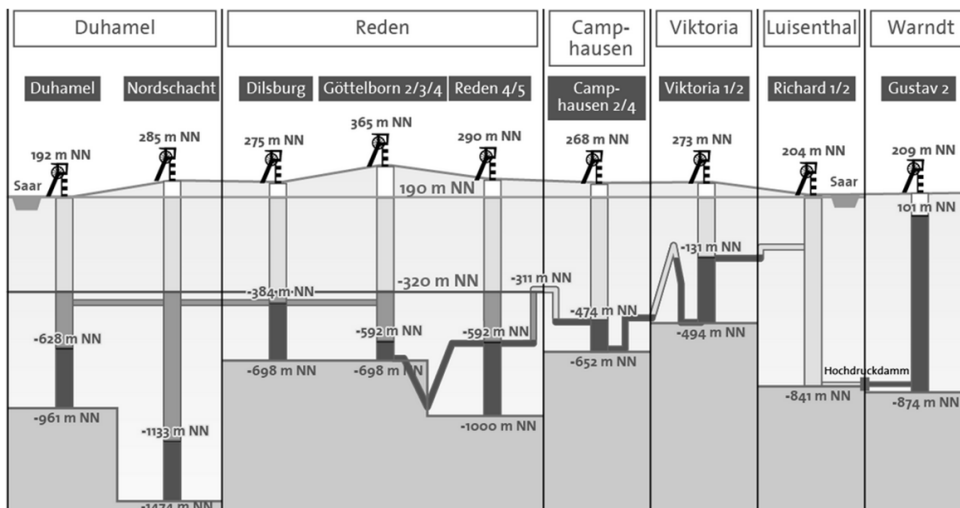 Duhamel
Reden
Camp-
hausen
Viktoria
Luisenthal
Warndt
Duhamel
Nordschacht
Dilsburg
Göttelborn 2/3/4
Reden 4/5
Camp-
hausen 2/4
Viktoria 1/2
Richard 1/2
Gustav 2
192 m NN
285 m NN
275 m NN
365 m NN
290 m NN
268 m NN
273 m NN
204 m NN
209 m NN
Saar
190 m NN
Saar
101 m NN
-131 m NN
-311 m NN
-320 m NN
-384 m NN
-474 m NN
-494 m NN
-628 m NN
-592 m NN
-592 m NN
-652 m NN
-698 m NN
-698 m NN
Hochdruckdamm
-841 m NN
-874 m NN
-961 m NN
-1000 m NN
-1133 m NN
-1474 m NN